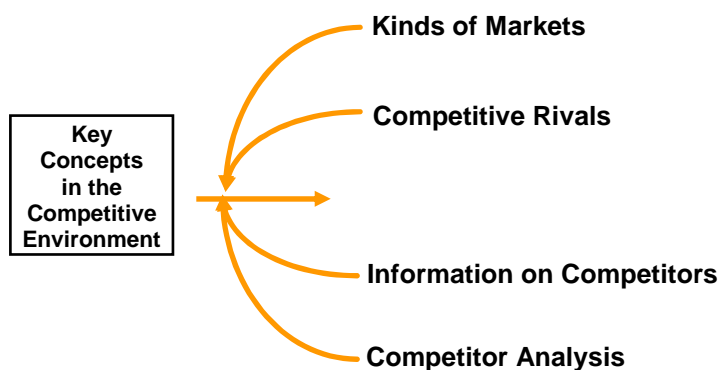 Kinds of Markets
Competitive Rivals
Key
Concepts
in the
Competitive
Environment
Information on Competitors
Competitor Analysis